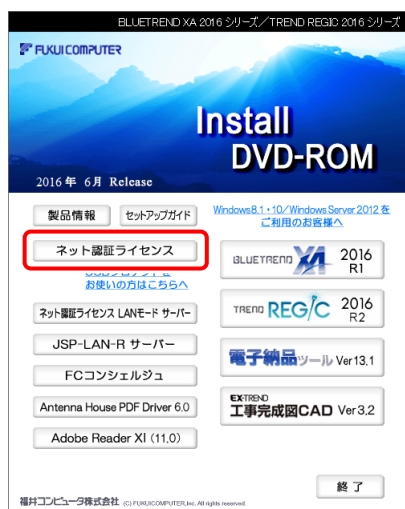 BLUETREND XA 2016 シリーズ／TREND REGIC 2016 シリーズ
FUKUI COMPUTER
Install
DVD-ROM
2016 年 6月 Release
製品情報
セットアップガイド
Windows8.1・10／Windows Server 2012 を
ご利用のお客様へ
ネット認証ライセンス
お使いの方はこちらへ
ネット認証ライセンス LANモード サーバー
JSP-LAN-R サーバー
FCコンシェルジュ
Antenna House PDF Driver 6.0
Adobe Reader XI (11.0)
BLUETREND XA 2016
R1
TREND REGIC 2016
R2
電子納品ツール Ver13.1
EX-TREND
工事完成図CAD Ver3.2
終 了
福井コンピュータ株式会社 (C) FUKUICOMPUTER,Inc. All rights reserved.